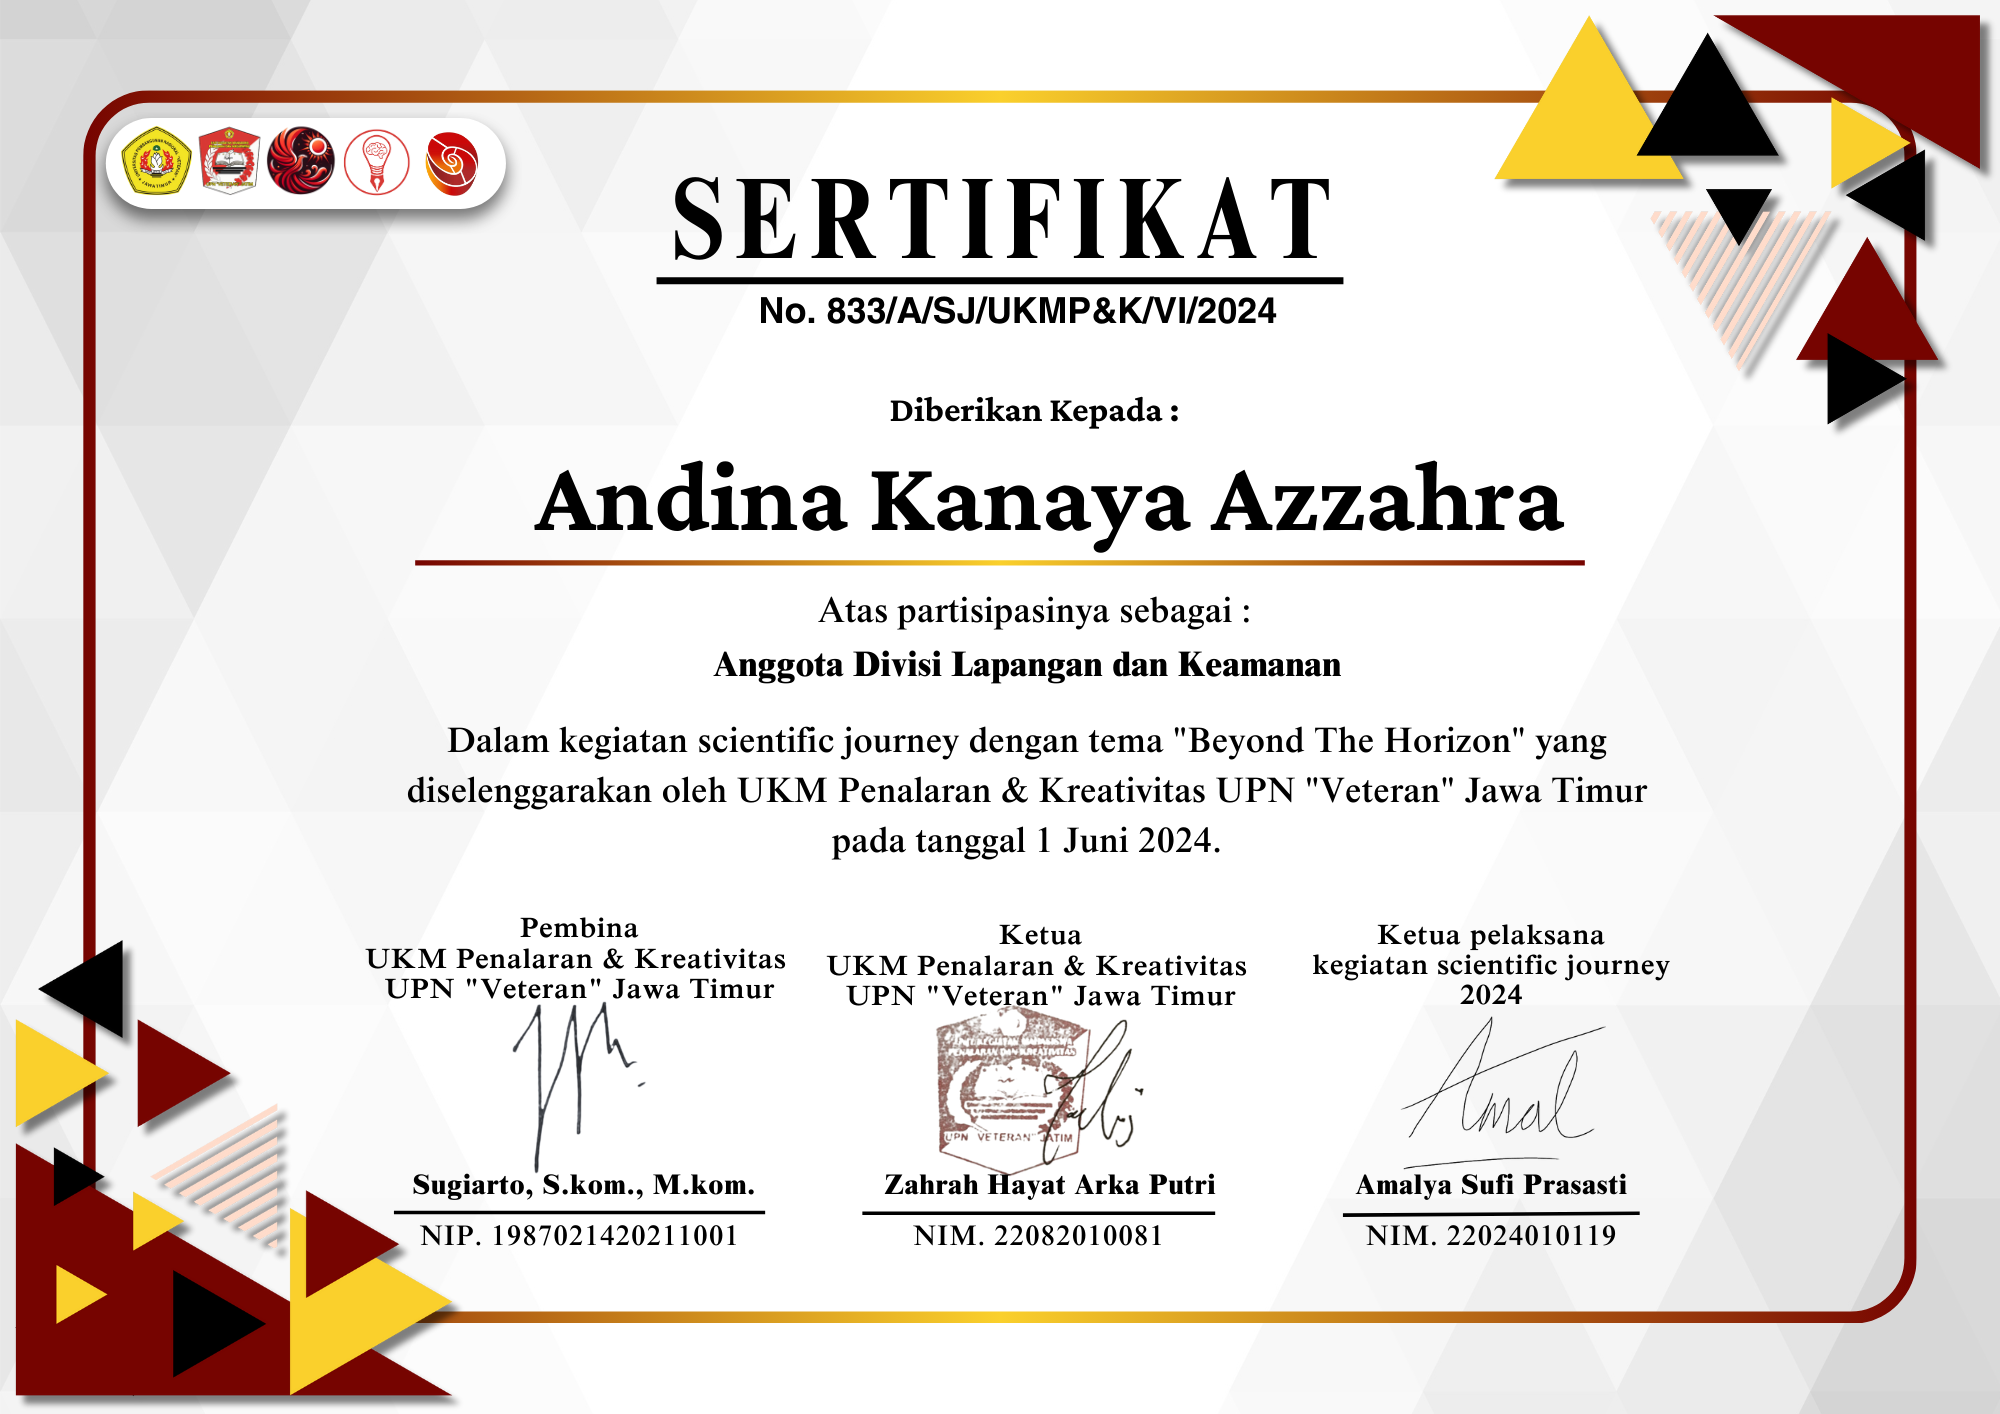 SERTIFIKAT
No. 833/A/SJ/UKMP&K/VI/2024
Diberikan Kepada :
Andina Kanaya Azzahra
Atas partisipasinya sebagai :
Anggota Divisi Lapangan dan Keamanan
Dalam kegiatan scientific journey dengan tema "Beyond The Horizon" yang
diselenggarakan oleh UKM Penalaran & Kreativitas UPN "Veteran" Jawa Timur
pada tanggal 1 Juni 2024.
Pembina
UKM Penalaran & Kreativitas
UPN "Veteran" Jawa Timur
Sugiarto, S.kom., M.kom.
NIP. 1987021420211001
Ketua
UKM Penalaran & Kreativitas
UPN "Veteran" Jawa Timur
PENALARAN DAN KREATIVITAS
UPN "VETERAN" JATIM
Zahrah Hayat Arka Putri
NIM. 22082010081
Ketua pelaksana
kegiatan scientific journey
2024
Amal
Amalya Sufi Prasasti
NIM. 22024010119